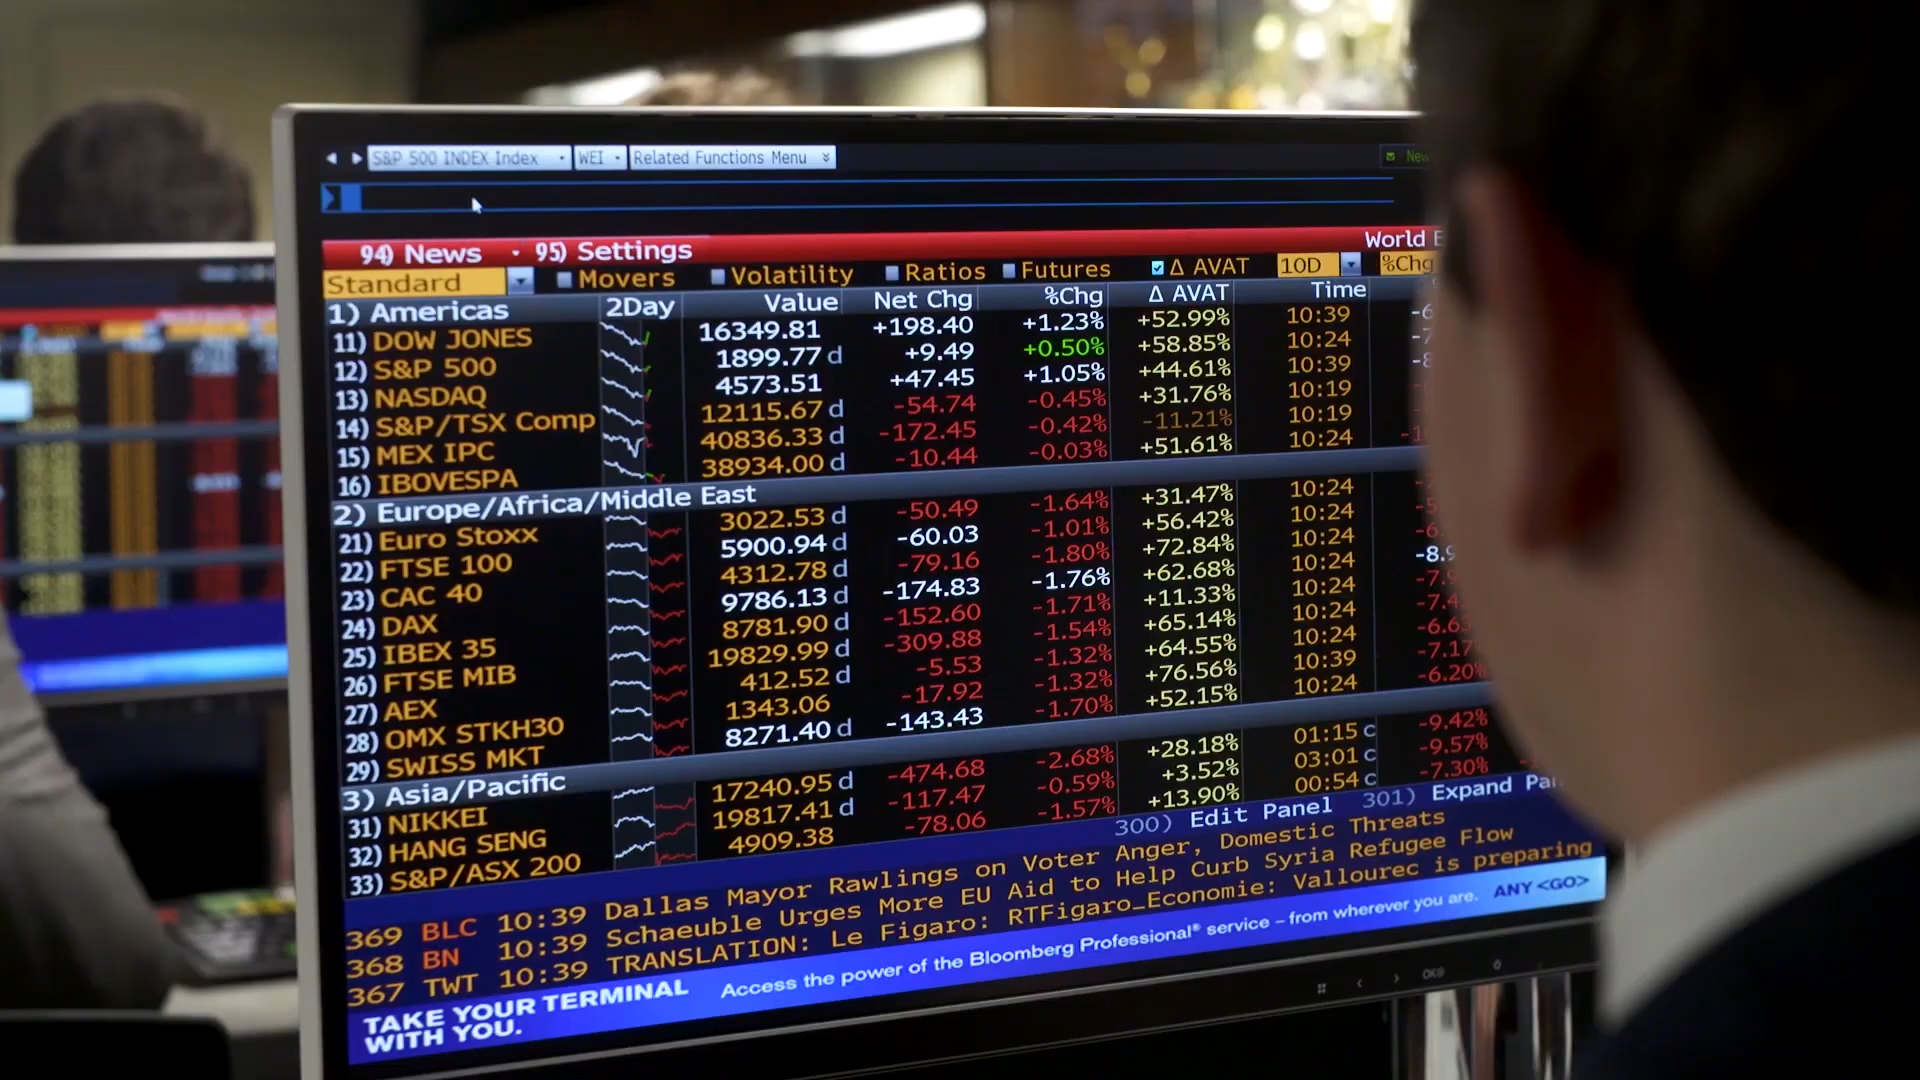 S&P 500 INDEX Index WEI Related Functions Menu
94) News 95) Settings World
Standard Movers Volatility Ratios Futures Δ AVAT 10D %Chg
1) Americas 2Day Value Net Chg %Chg Δ AVAT Time
11) DOW JONES 16349.81 +198.40 +1.23% +52.99% 10:39
12) S&P 500 1899.77 d +9.49 +0.50% +58.85% 10:24
13) NASDAQ 4573.51 +47.45 +1.05% +44.61% 10:39
14) S&P/TSX Comp 12115.67 d -54.74 -0.45% +31.76% 10:19
15) MEX IPC 40836.33 d -172.45 -0.42% -11.21% 10:19
16) IBOVESPA 38934.00 d -10.44 -0.03% +51.61% 10:24
2) Europe/Africa/Middle East
21) Euro Stoxx 3022.53 d -50.49 -1.64% +31.47% 10:24
22) FTSE 100 5900.94 d -60.03 -1.01% +56.42% 10:24
23) CAC 40 4312.78 d -79.16 -1.80% +72.84% 10:24
24) DAX 9786.13 d -174.83 -1.76% +62.68% 10:24
25) IBEX 35 8781.90 d -152.60 -1.71% +11.33% 10:24
26) FTSE MIB 19829.99 d -309.88 -1.54% +65.14% 10:24
27) AEX 412.52 d -5.53 -1.32% +64.55% 10:24
28) OMX STKH30 1343.06 -17.92 -1.32% +76.56% 10:39
29) SWISS MKT 8271.40 d -143.43 -1.70% +52.15% 10:24 -6.20%
3) Asia/Pacific
31) NIKKEI 17240.95 d -474.68 -2.68% +28.18% 01:15 c -9.42%
32) HANG SENG 19817.41 d -117.47 -0.59% +3.52% 03:01 c -9.57%
33) S&P/ASX 200 4909.38 -78.06 -1.57% +13.90% 00:54 c -7.30%
300) Edit Panel 301) Expand
369 BLC 10:39 Dallas Mayor Rawlings on Voter Anger, Domestic Threats
368 BN 10:39 Schaeuble Urges More EU Aid to Help Curb Syria Refugee Flow
367 TWT 10:39 TRANSLATION: Le Figaro: RTFigaro_Economie: Vallourec is preparing
TAKE YOUR TERMINAL WITH YOU. Access the power of the Bloomberg Professional® service – from wherever you are. ANY <GO>